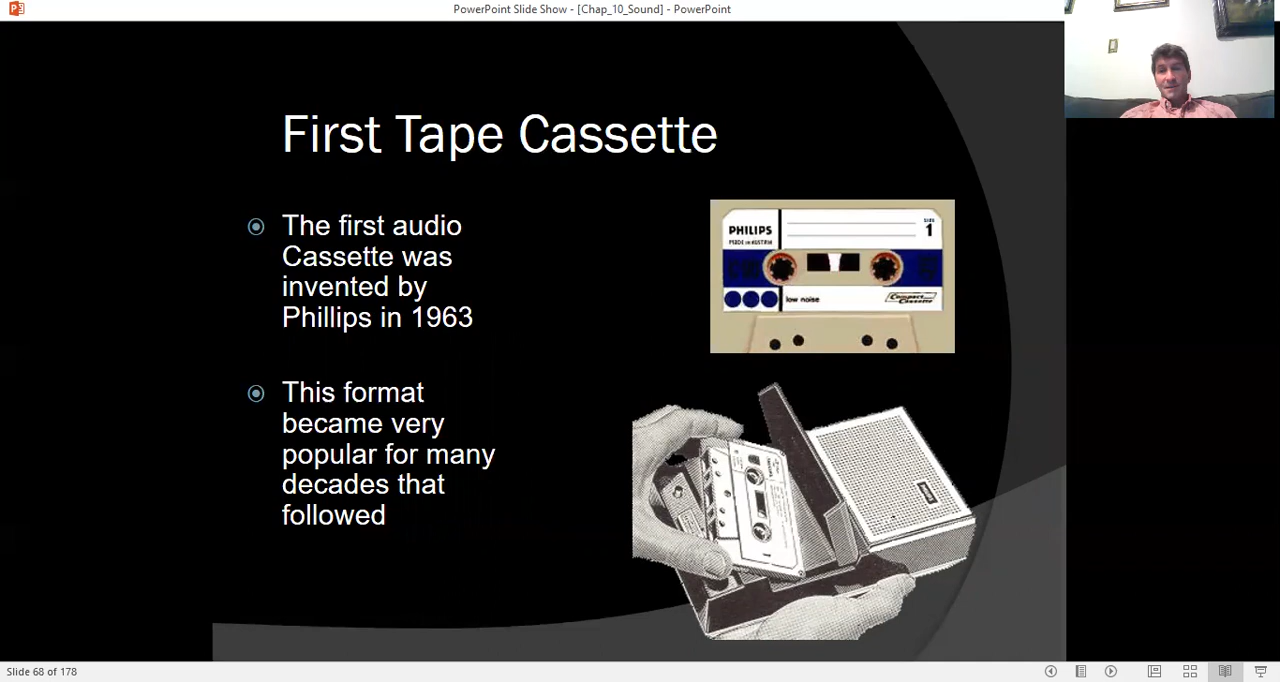 PowerPoint Slide Show - [Chap_10_Sound] - PowerPoint
First Tape Cassette
The first audio
Cassette was
invented by
Phillips in 1963
This format
became very
popular for many
decades that
followed
PHILIPS
MADE IN AUSTRIA
SIDE
1
low noise
Compact
Cassette
Slide 68 of 178